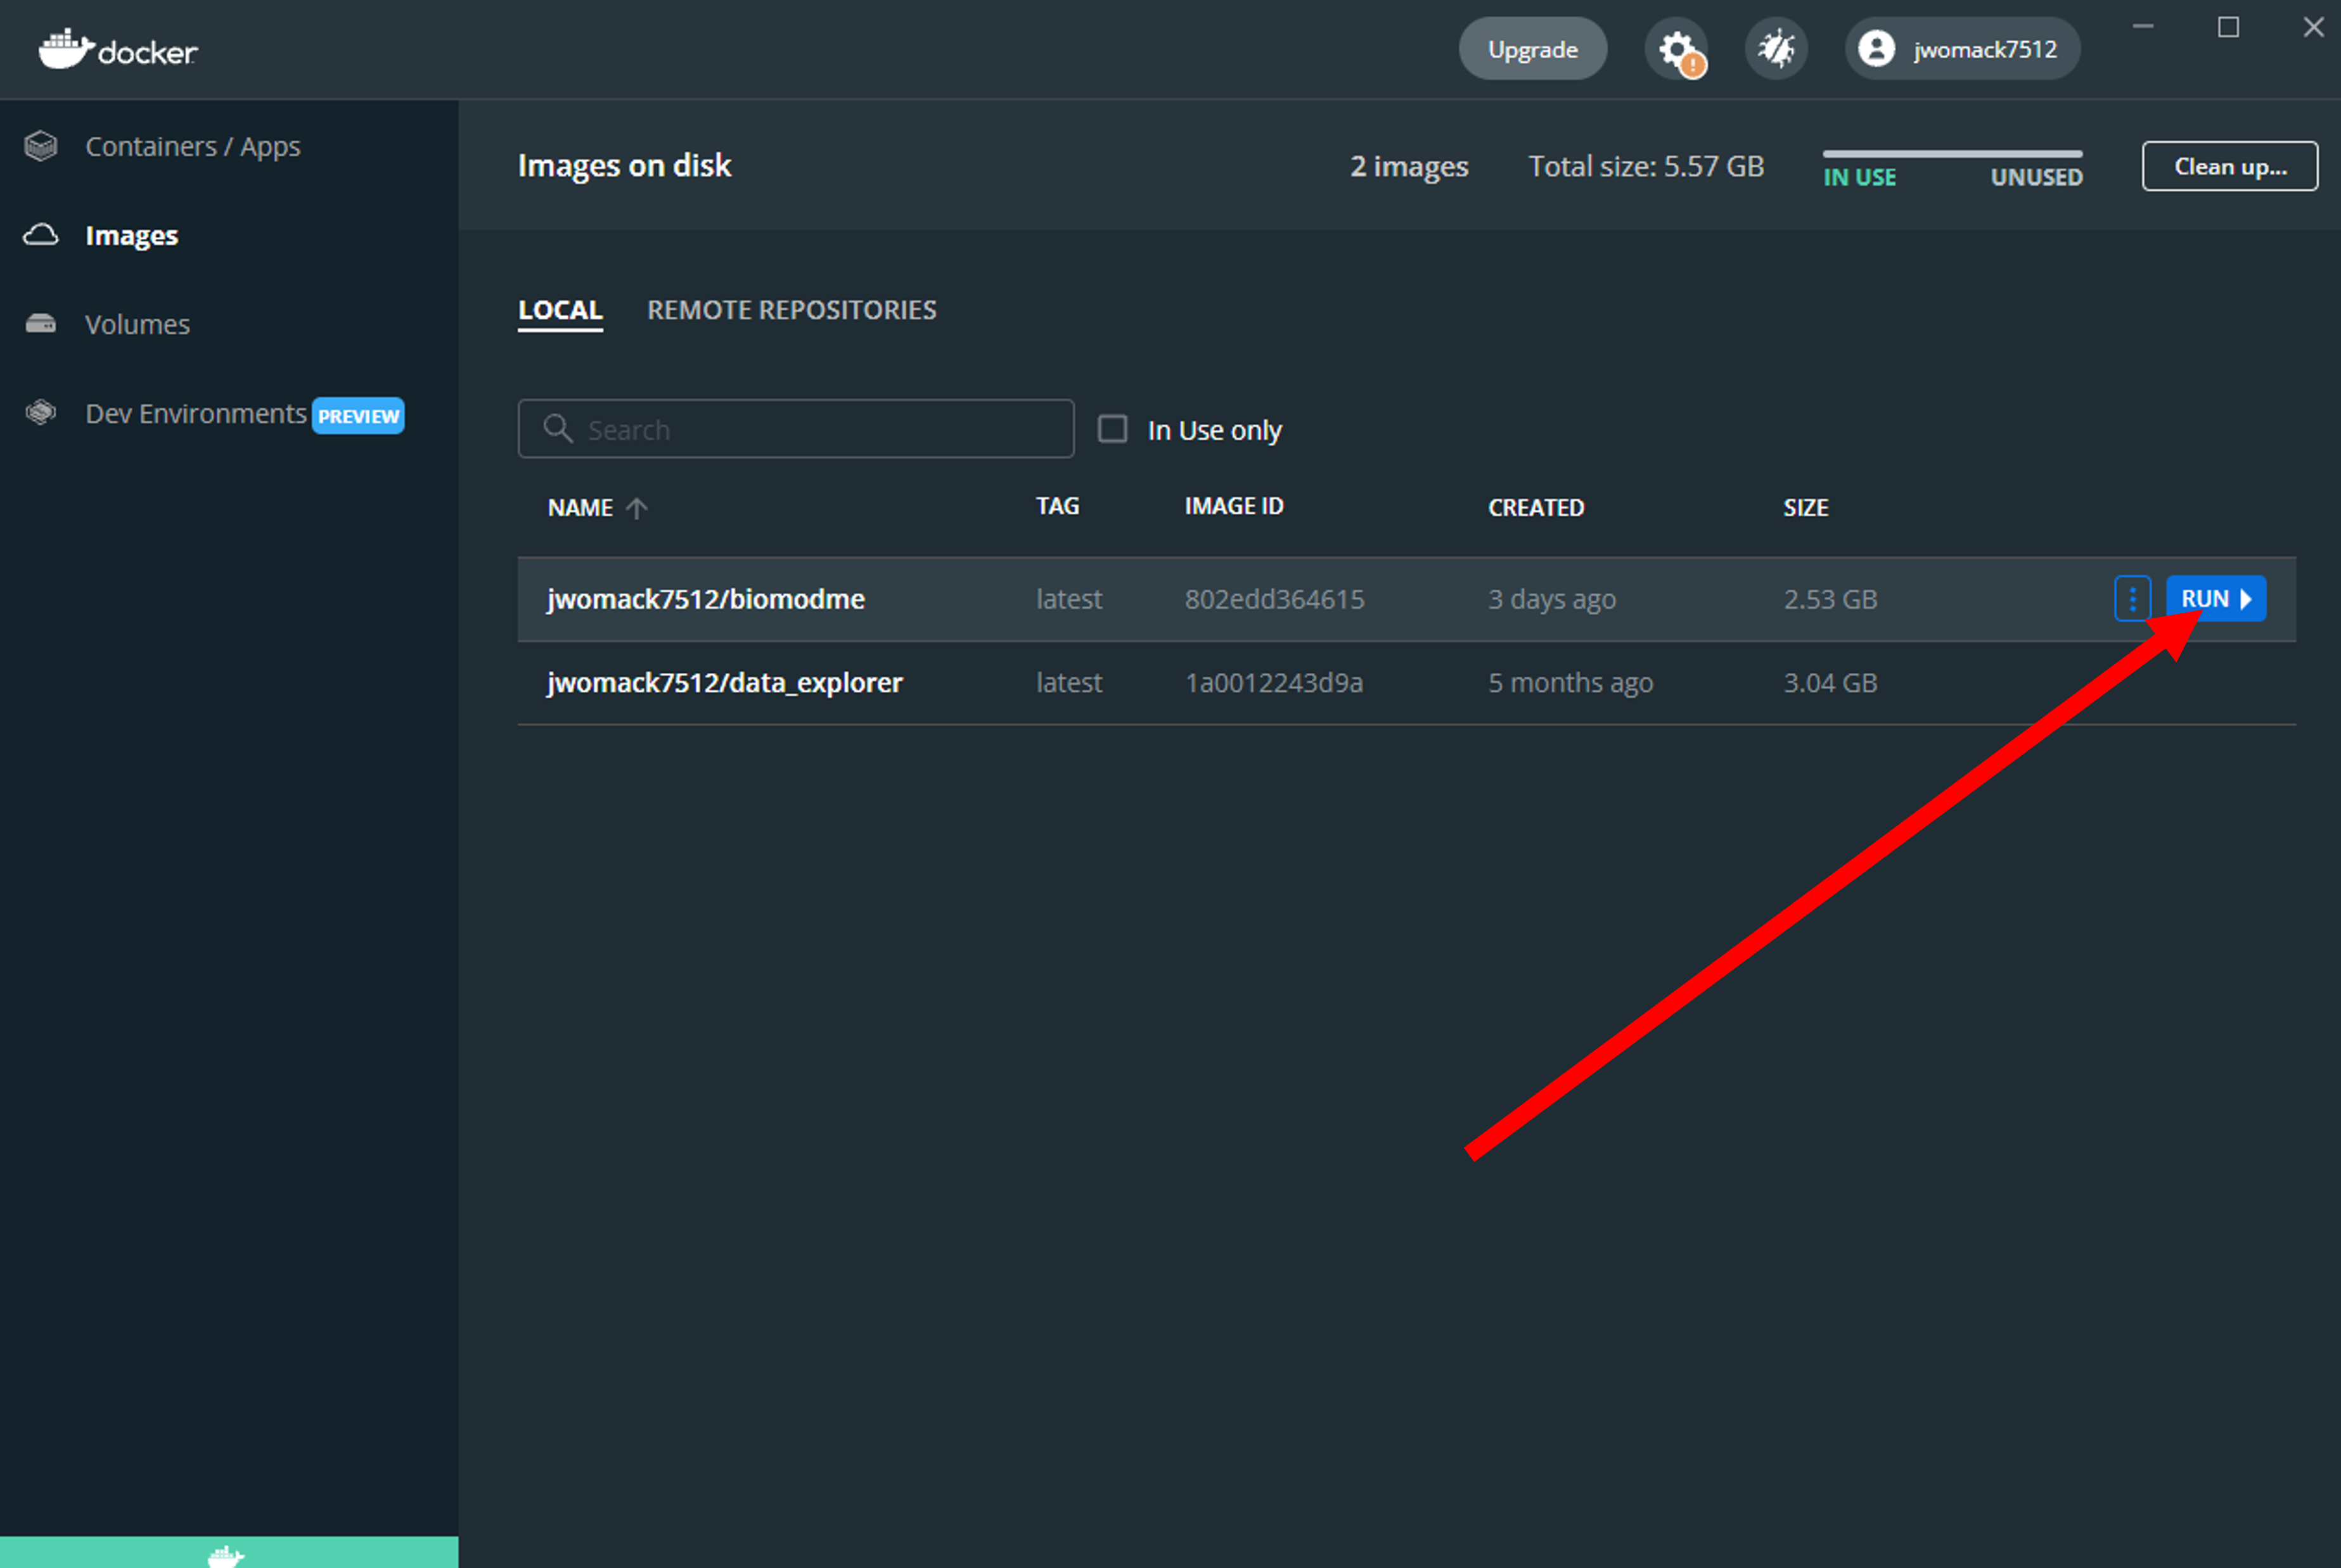 docker
Upgrade
jwomack7512
Containers / Apps
Images
Volumes
Dev Environments PREVIEW
Images on disk
2 images
Total size: 5.57 GB
IN USE
UNUSED
Clean up...
LOCAL
REMOTE REPOSITORIES
Search
In Use only
NAME TAG IMAGE ID CREATED SIZE
jwomack7512/biomodme latest 802edd364615 3 days ago 2.53 GB RUN
jwomack7512/data_explorer latest 1a0012243d9a 5 months ago 3.04 GB